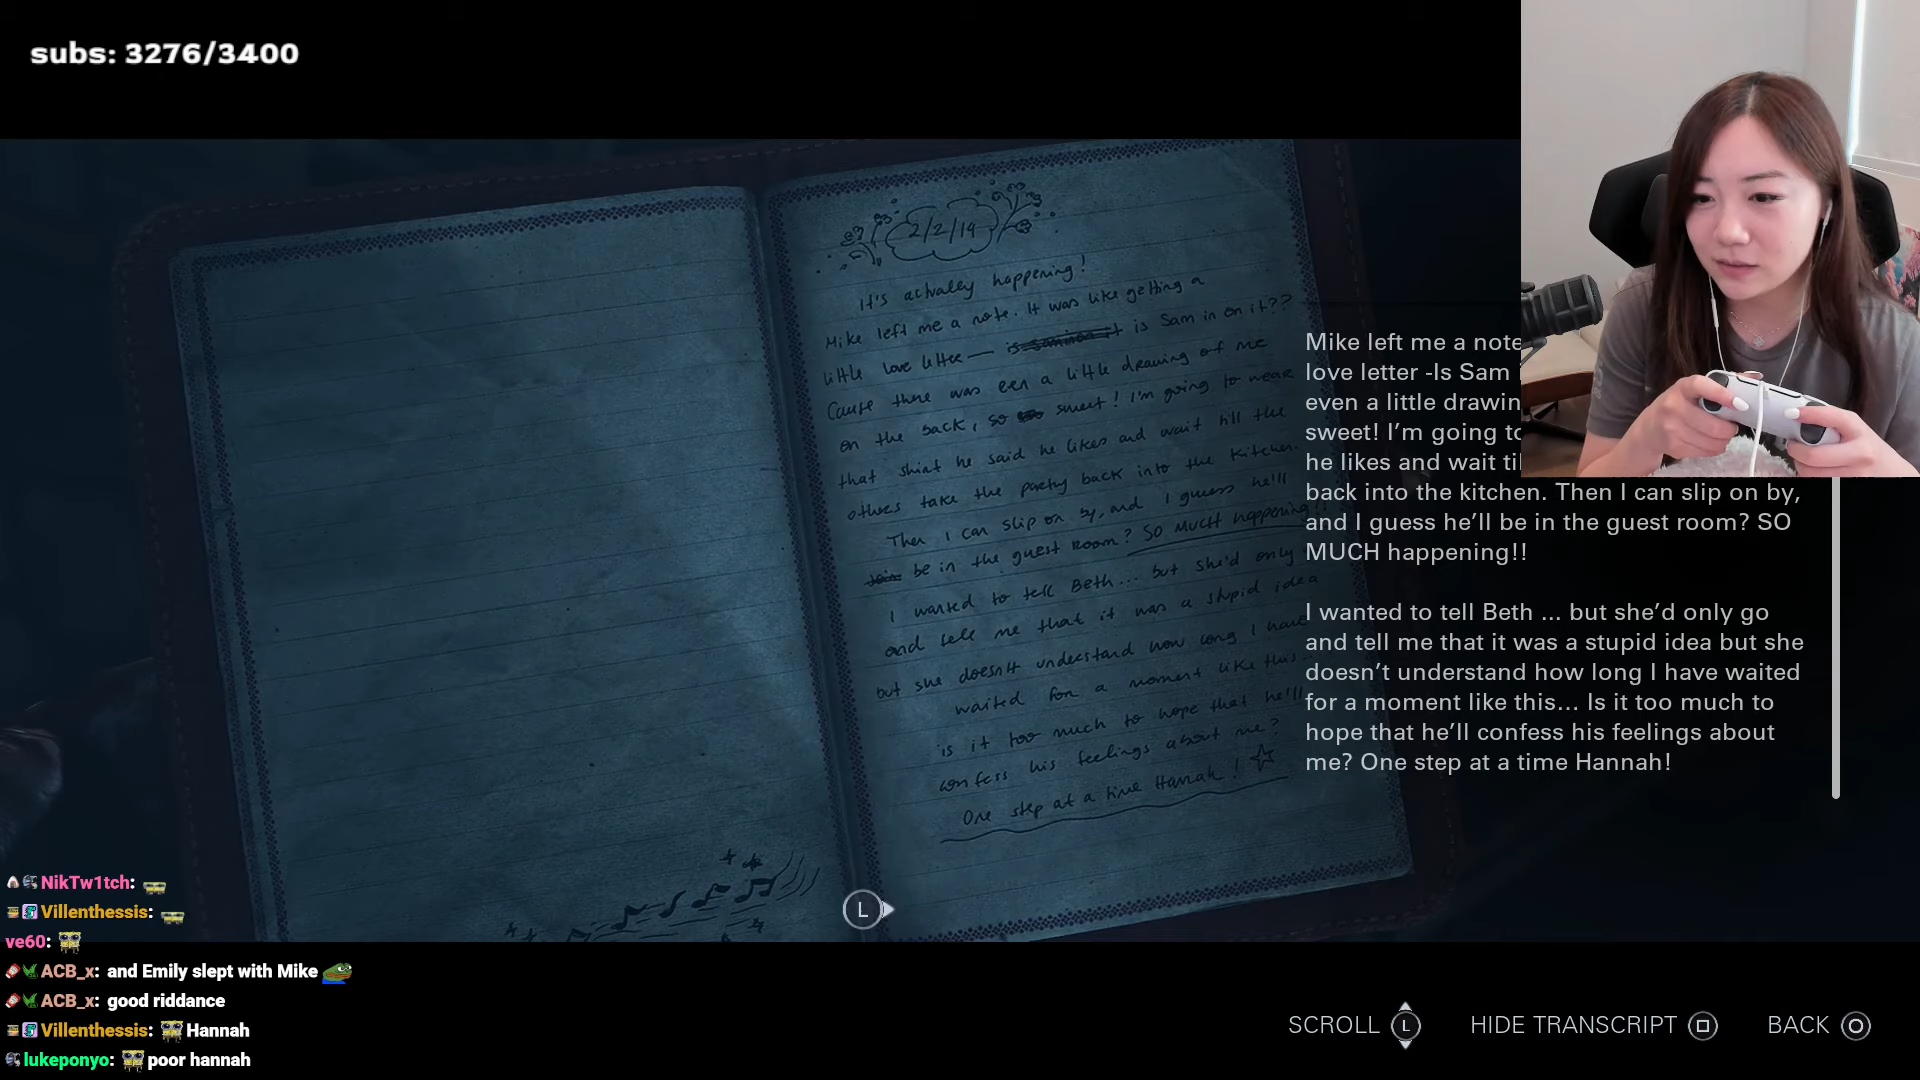 subs: 3276/3400
2/2/14
It's actually happening!
Mike left me a note. It was like getting a
little love letter — is Sam in on it??
Cause there was even a little drawing of me
on the back, so sweet! I'm going to wear
that shirt he said he likes and wait till the
others take the party back into the kitchen.
Then I can slip on by, and I guess he'll
be in the guest room? SO MUCH happening!!
I wanted to tell Beth... but she'd only
and tell me that it was a stupid idea
but she doesn't understand how long I have
waited for a moment like this
is it too much to hope that he'll
confess his feelings about me?
One step at a time Hannah!
Mike left me a note
love letter -Is Sam
even a little drawin
sweet! I'm going to
he likes and wait til
back into the kitchen. Then I can slip on by,
and I guess he'll be in the guest room? SO
MUCH happening!!
I wanted to tell Beth ... but she'd only go
and tell me that it was a stupid idea but she
doesn't understand how long I have waited
for a moment like this... Is it too much to
hope that he'll confess his feelings about
me? One step at a time Hannah!
L
NikTw1tch:
Villenthessis:
ve60:
ACB_x: and Emily slept with Mike
ACB_x: good riddance
Villenthessis: Hannah
lukeponyo: poor hannah
SCROLL L HIDE TRANSCRIPT BACK